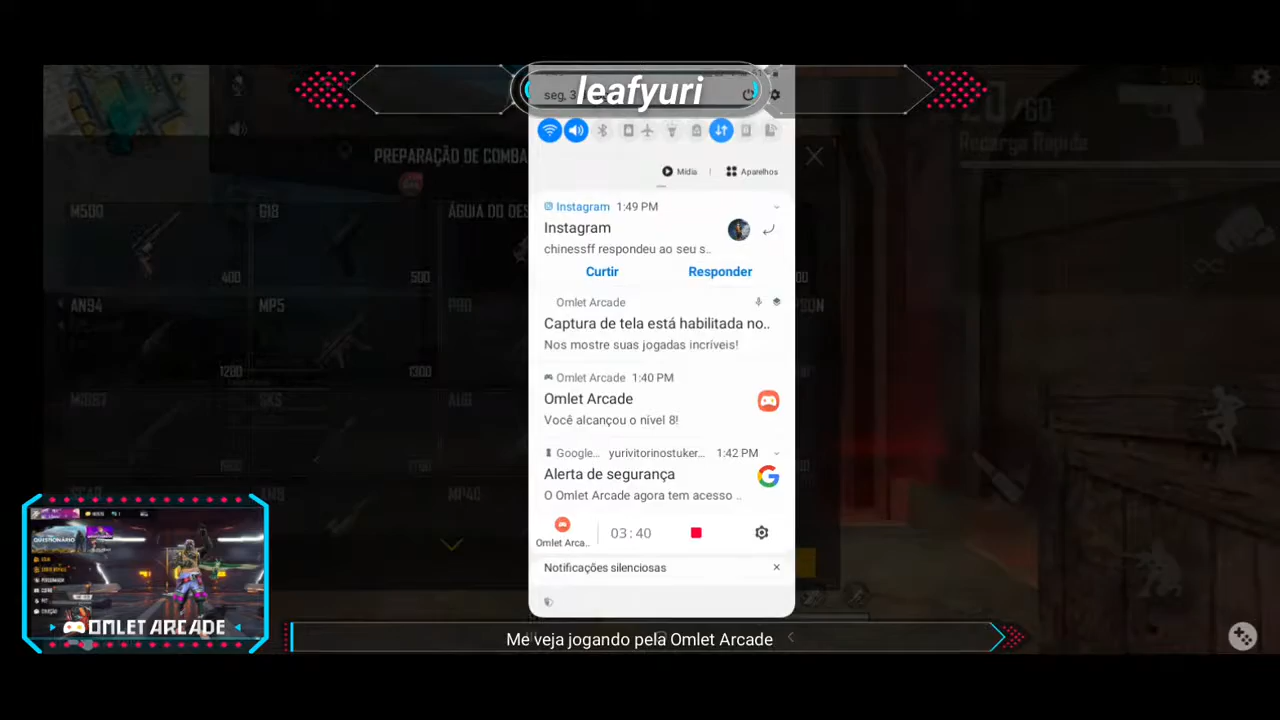 leafyuri
seg, 3
PREPARAÇÃO DE COMBA
/60
Recarga Rapida
Mídia | Aparelhos
M500
G18
ÁGUIA DO DES
400
500
Instagram 1:49 PM
Instagram
chinessff respondeu ao seu s..
Curtir Responder
AN94
MP5
P90
1200
1300
Omlet Arcade
Captura de tela está habilitada no..
Nos mostre suas jogadas incríveis!
SKS
Omlet Arcade 1:40 PM
Omlet Arcade
Você alcançou o nível 8!
MP40
Google... yurivitorinostuker... 1:42 PM
Alerta de segurança
O Omlet Arcade agora tem acesso ..
Omlet Arca.. 03:40
Notificações silenciosas
OMLET ARCADE
Me veja jogando pela Omlet Arcade